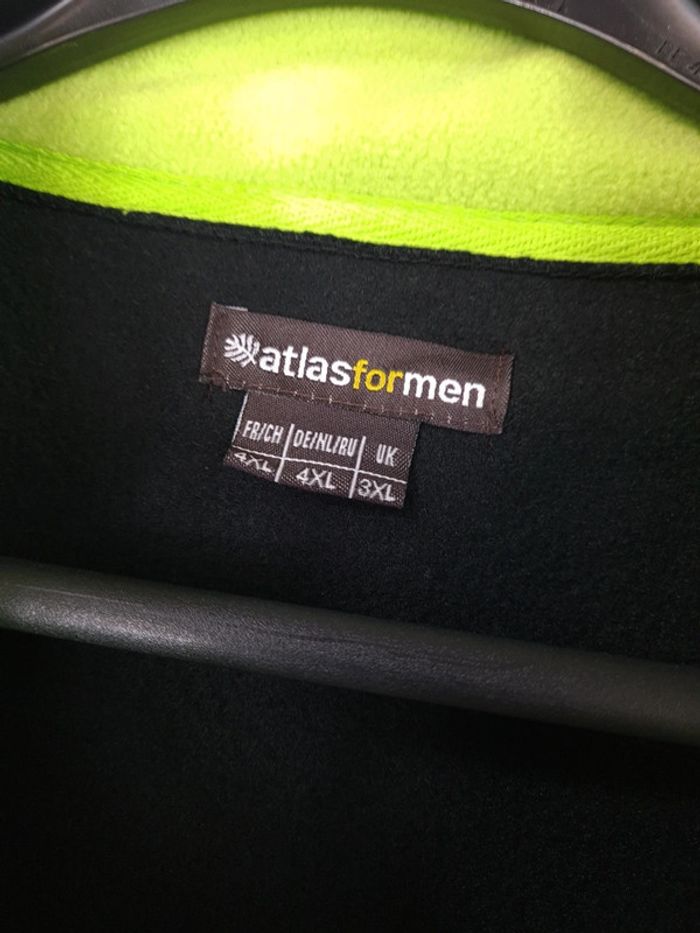 atlasformen
FR/CH DE/NL/RU UK
4XL 4XL 3XL